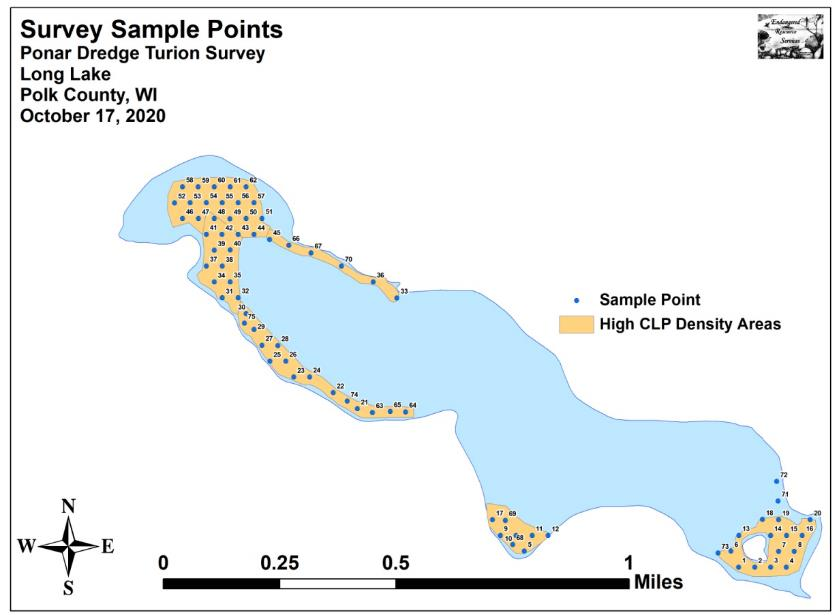 Survey Sample Points
Ponar Dredge Turion Survey
Long Lake
Polk County, WI
October 17, 2020
Endangered
Resource
Services
58 59 60 61 62
52 53 54 55 56 57
46 47 48 49 50 51
41 42 43 44 45
66
39 40
67
37 38
70
34 35
36
31 32
33
30
75
29
27 28
25 26
23 24
22
74
21 63 65 64
Sample Point
High CLP Density Areas
72
71
17 69
18 19 20
9 11 12
13 14 15 16
10 68 5
73 6 7 8
1 2 3 4
N
W E
S
0 0.25 0.5 1
Miles